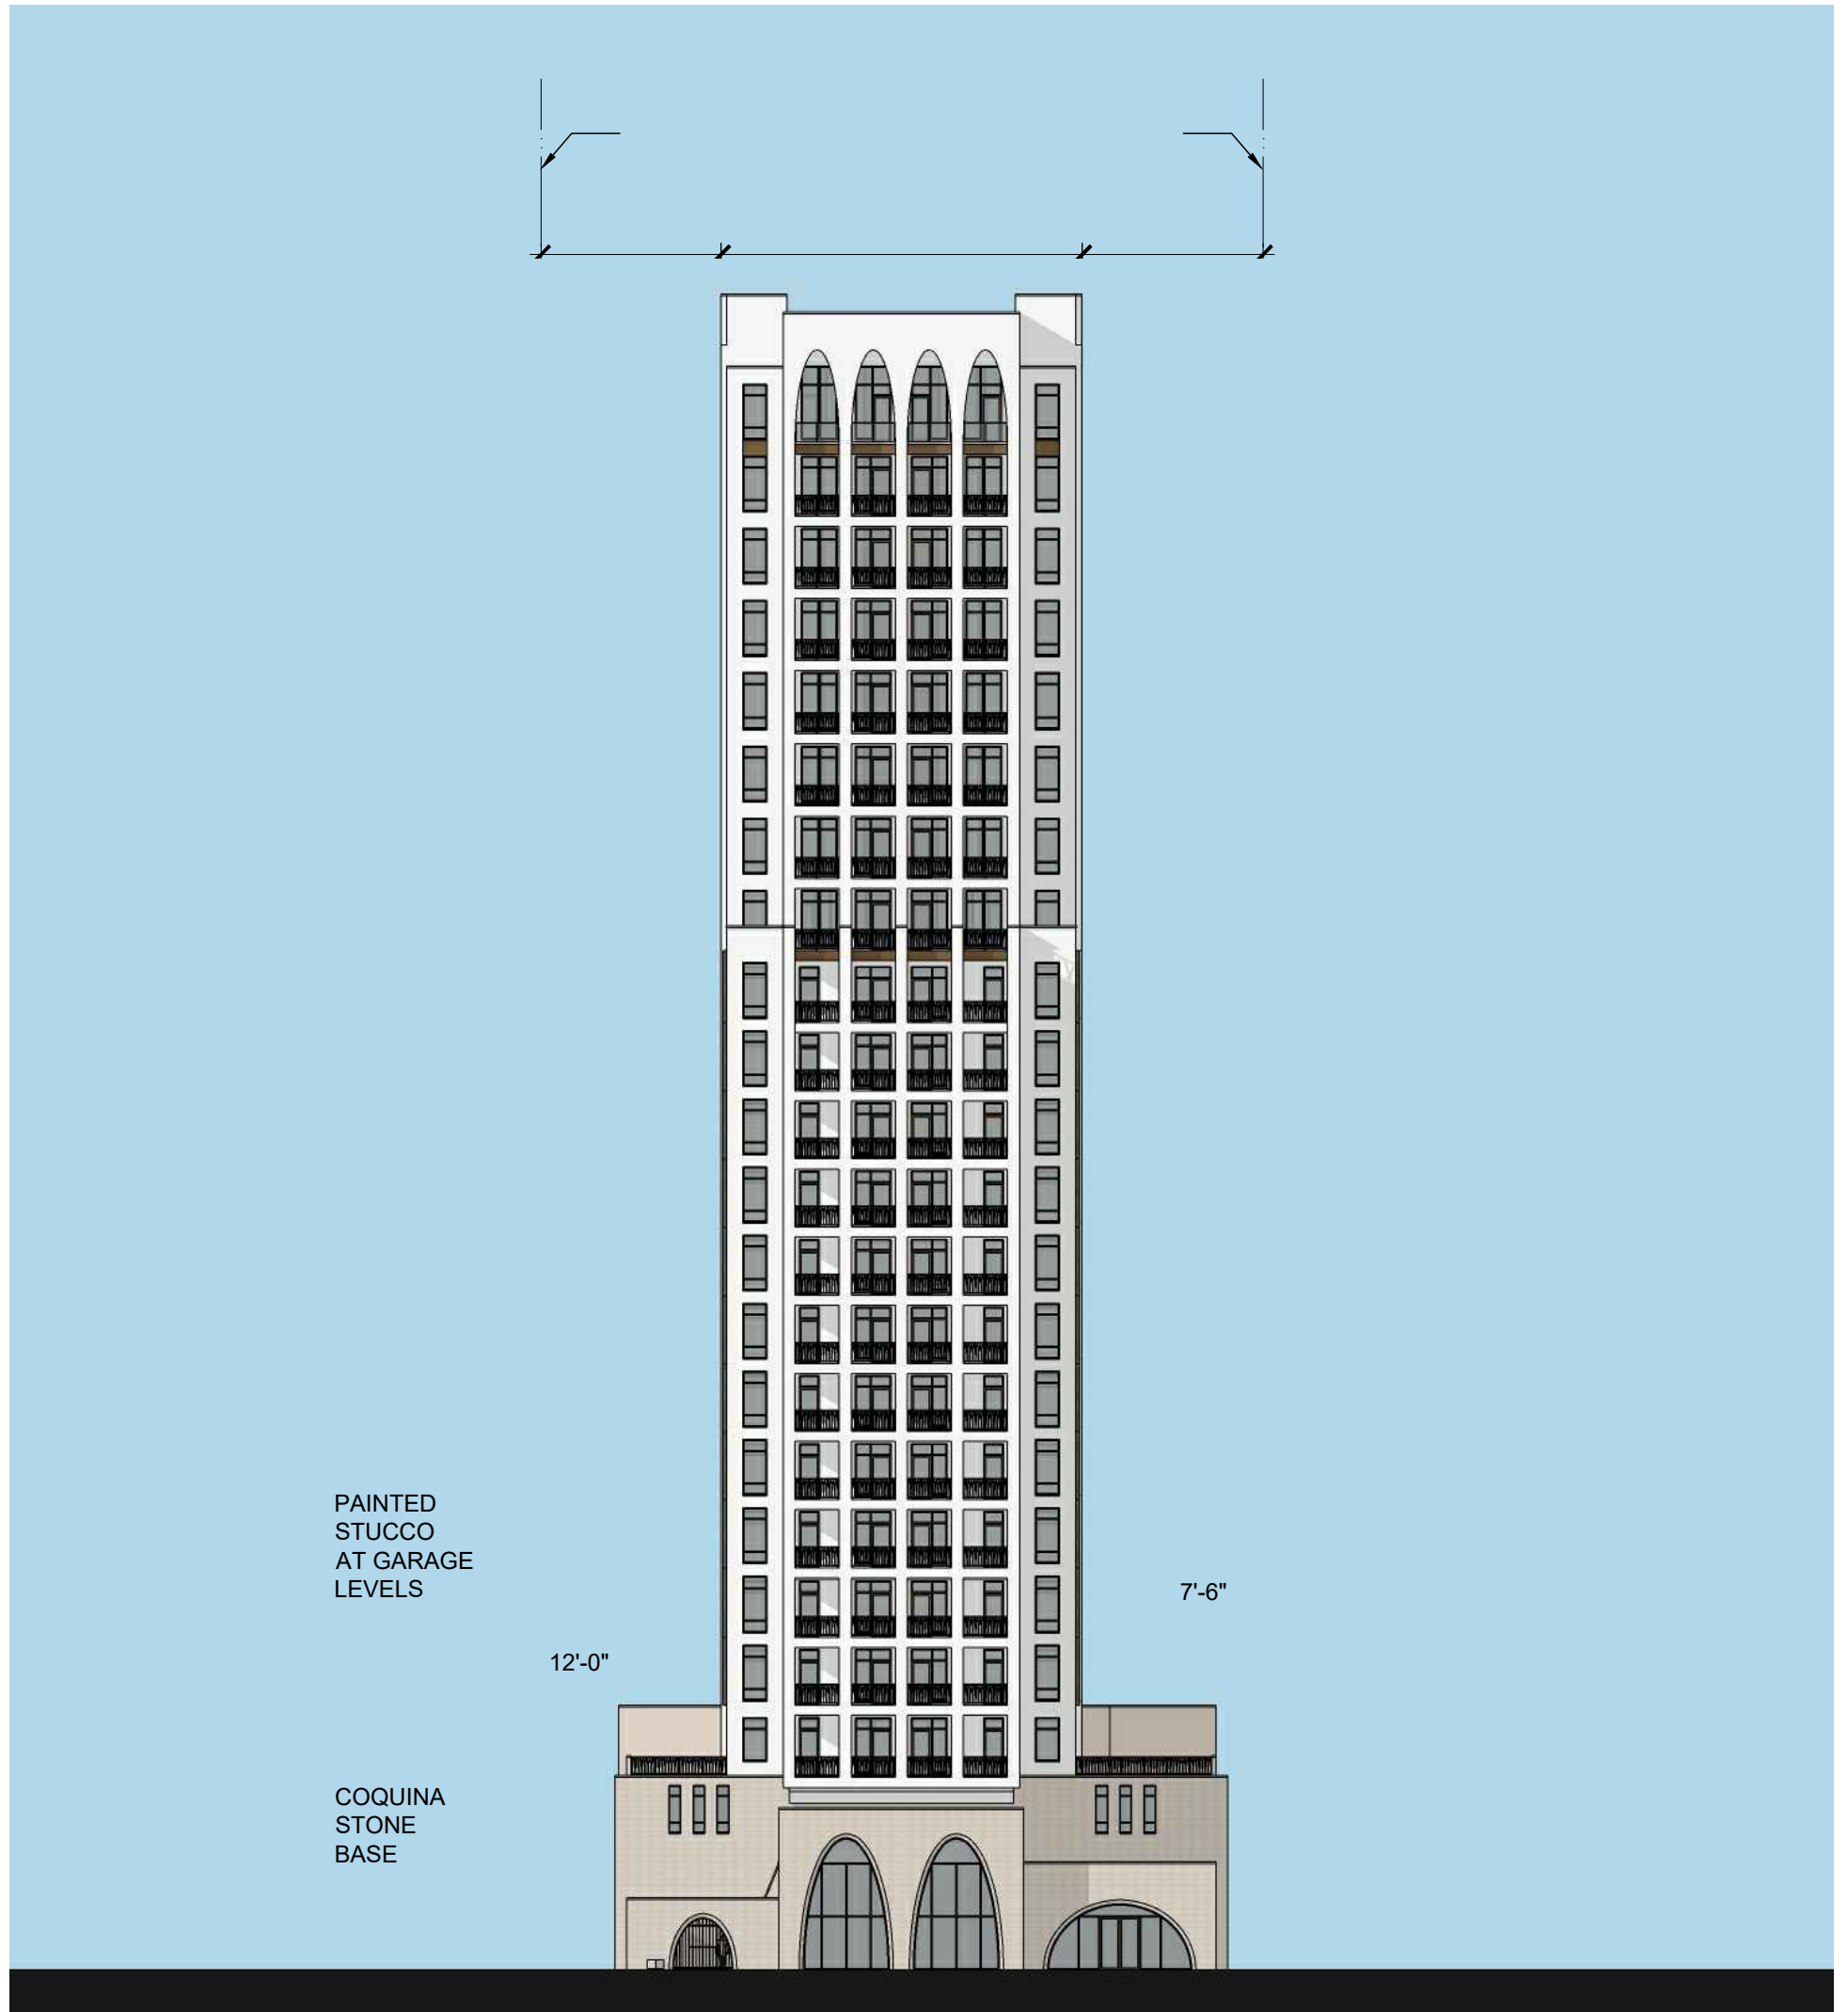 PAINTED
STUCCO
AT GARAGE
LEVELS
7'-6"
12'-0"
COQUINA
STONE
BASE